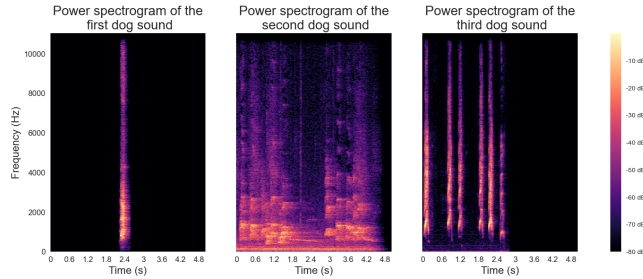 Power spectrogram of the
first dog sound
Power spectrogram of the
second dog sound
Power spectrogram of the
third dog sound
Frequency (Hz)
10000
8000
6000
4000
2000
0
0 0.6 1.2 1.8 2.4 3 3.6 4.2 4.8
Time (s)
0 0.6 1.2 1.8 2.4 3 3.6 4.2 4.8
Time (s)
0 0.6 1.2 1.8 2.4 3 3.6 4.2 4.8
Time (s)
-10 dB
-20 dB
-30 dB
-40 dB
-50 dB
-60 dB
-70 dB
-80 dB